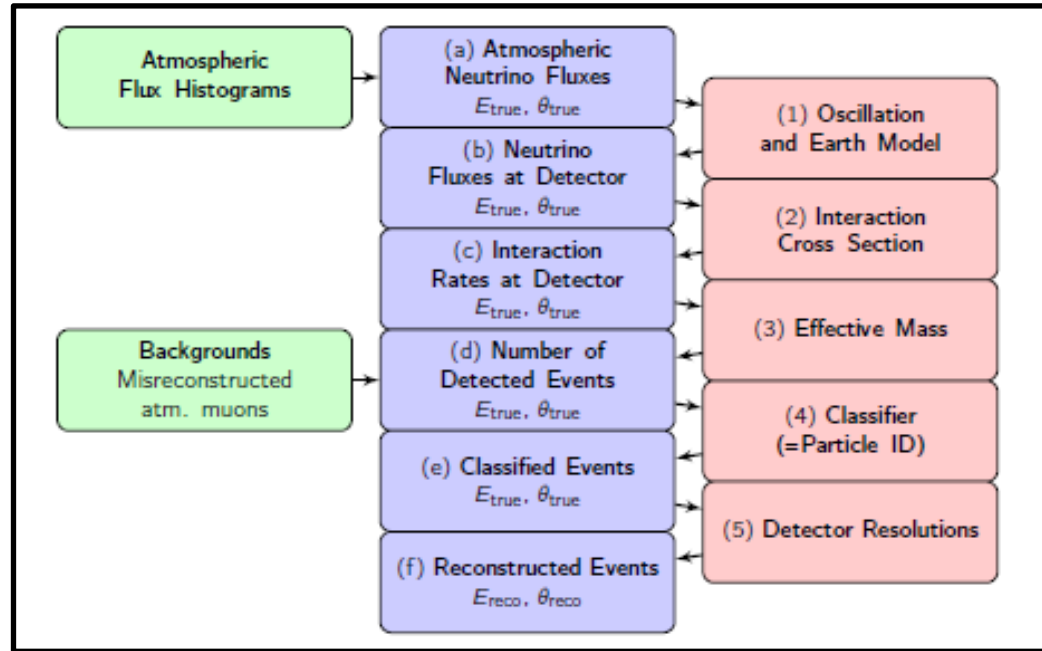 Atmospheric
Flux Histograms
(a) Atmospheric
Neutrino Fluxes
E_true, θ_true
(1) Oscillation
and Earth Model
(b) Neutrino
Fluxes at Detector
E_true, θ_true
(2) Interaction
Cross Section
(c) Interaction
Rates at Detector
E_true, θ_true
(3) Effective Mass
Backgrounds
Misreconstructed
atm. muons
(d) Number of
Detected Events
E_true, θ_true
(4) Classifier
(=Particle ID)
(e) Classified Events
E_true, θ_true
(5) Detector Resolutions
(f) Reconstructed Events
E_reco, θ_reco